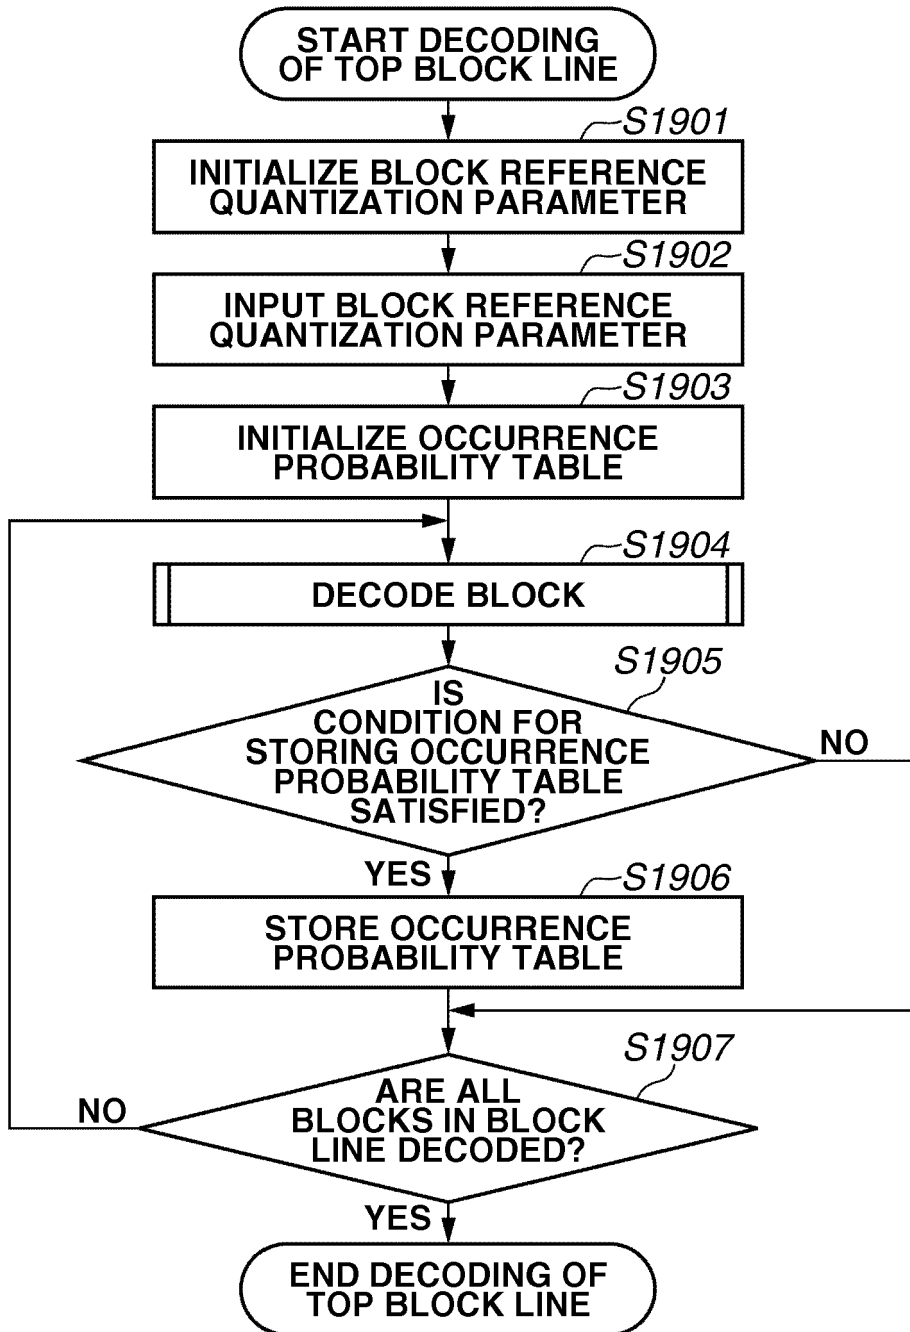 START DECODING
OF TOP BLOCK LINE
S1901
INITIALIZE BLOCK REFERENCE
QUANTIZATION PARAMETER
S1902
INPUT BLOCK REFERENCE
QUANTIZATION PARAMETER
S1903
INITIALIZE OCCURRENCE
PROBABILITY TABLE
S1904
DECODE BLOCK
S1905
IS
CONDITION FOR
STORING OCCURRENCE
PROBABILITY TABLE
SATISFIED?
NO
YES
S1906
STORE OCCURRENCE
PROBABILITY TABLE
S1907
ARE ALL
BLOCKS IN BLOCK
LINE DECODED?
NO
YES
END DECODING OF
TOP BLOCK LINE